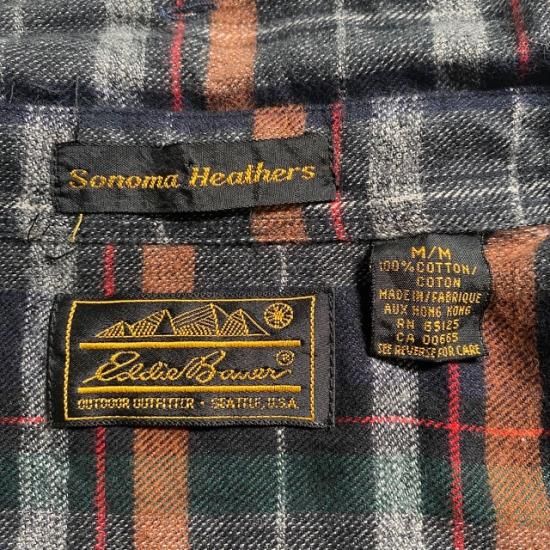 Sonoma Heathers
M/M
100% COTTON/
COTON
MADE IN/FABRIQUE
AUX HONG KONG
RN 65125
CA 00665
SEE REVERSE FOR CARE
Eddie Bauer®
OUTDOOR OUTFITTER • SEATTLE, U.S.A.